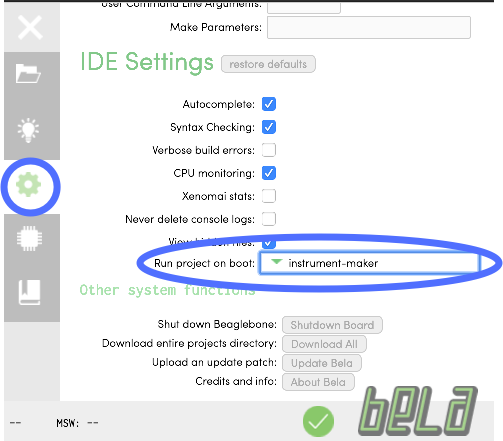 User Command Line Arguments:
Make Parameters:
IDE Settings restore defaults
Autocomplete:
Syntax Checking:
Verbose build errors:
CPU monitoring:
Xenomai stats:
Never delete console logs:
View hidden files:
Run project on boot: instrument-maker
Other system functions
Shut down Beaglebone: Shutdown Board
Download entire projects directory: Download All
Upload an update patch: Update Bela
Credits and info: About Bela
-- MSW: --
bela